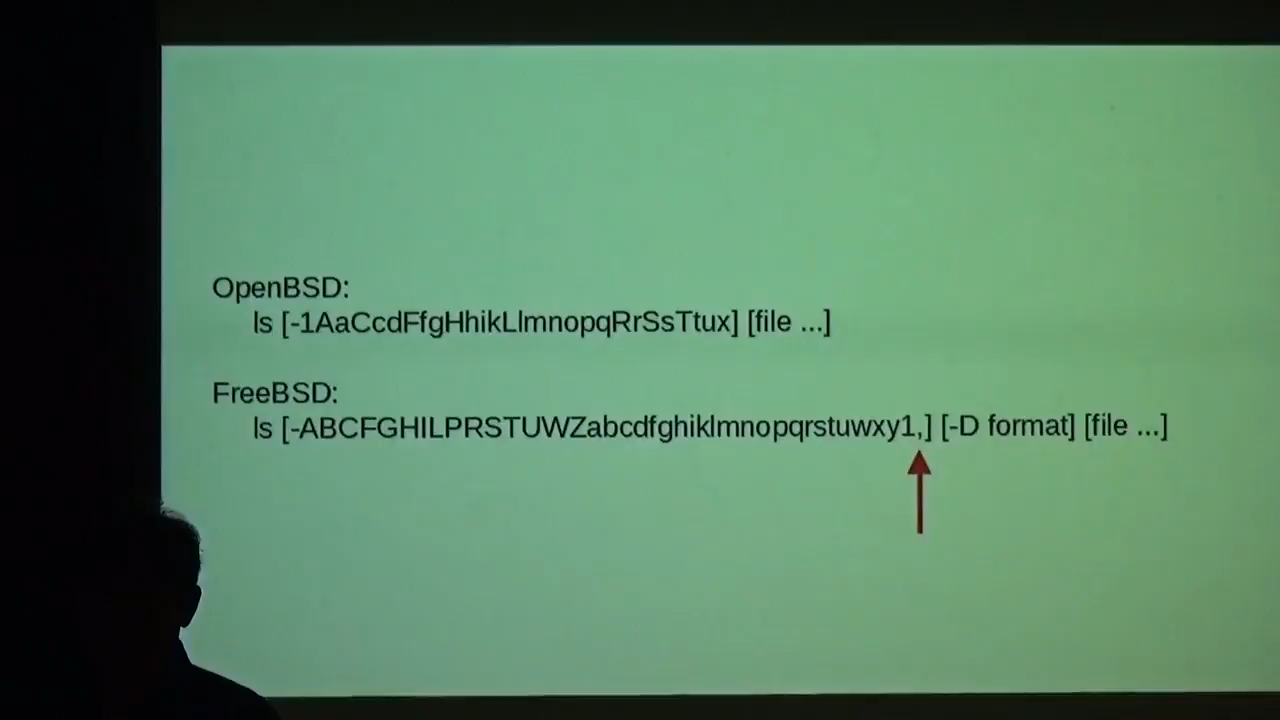 OpenBSD:
ls [-1AaCcdFfgHhikLlmnopqRrSsTtux] [file ...]
FreeBSD:
ls [-ABCFGHILPRSTUWZabcdfghiklmnopqrstuwxy1,] [-D format] [file ...]